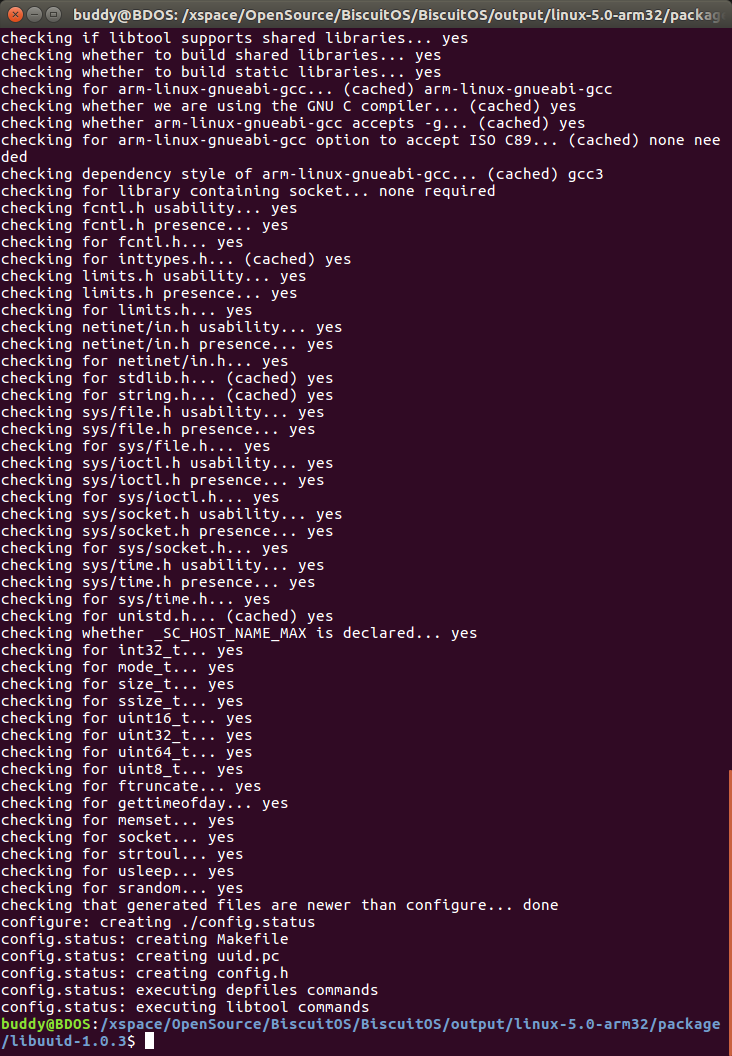 buddy@BDOS: /xspace/OpenSource/BiscuitOS/BiscuitOS/output/linux-5.0-arm32/package
checking if libtool supports shared libraries... yes
checking whether to build shared libraries... yes
checking whether to build static libraries... yes
checking for arm-linux-gnueabi-gcc... (cached) arm-linux-gnueabi-gcc
checking whether we are using the GNU C compiler... (cached) yes
checking whether arm-linux-gnueabi-gcc accepts -g... (cached) yes
checking for arm-linux-gnueabi-gcc option to accept ISO C89... (cached) none nee
ded
checking dependency style of arm-linux-gnueabi-gcc... (cached) gcc3
checking for library containing socket... none required
checking fcntl.h usability... yes
checking fcntl.h presence... yes
checking for fcntl.h... yes
checking for inttypes.h... (cached) yes
checking limits.h usability... yes
checking limits.h presence... yes
checking for limits.h... yes
checking netinet/in.h usability... yes
checking netinet/in.h presence... yes
checking for netinet/in.h... yes
checking for stdlib.h... (cached) yes
checking for string.h... (cached) yes
checking sys/file.h usability... yes
checking sys/file.h presence... yes
checking for sys/file.h... yes
checking sys/ioctl.h usability... yes
checking sys/ioctl.h presence... yes
checking for sys/ioctl.h... yes
checking sys/socket.h usability... yes
checking sys/socket.h presence... yes
checking for sys/socket.h... yes
checking sys/time.h usability... yes
checking sys/time.h presence... yes
checking for sys/time.h... yes
checking for unistd.h... (cached) yes
checking whether _SC_HOST_NAME_MAX is declared... yes
checking for int32_t... yes
checking for mode_t... yes
checking for size_t... yes
checking for ssize_t... yes
checking for uint16_t... yes
checking for uint32_t... yes
checking for uint64_t... yes
checking for uint8_t... yes
checking for ftruncate... yes
checking for gettimeofday... yes
checking for memset... yes
checking for socket... yes
checking for strtoul... yes
checking for usleep... yes
checking for srandom... yes
checking that generated files are newer than configure... done
configure: creating ./config.status
config.status: creating Makefile
config.status: creating uuid.pc
config.status: creating config.h
config.status: executing depfiles commands
config.status: executing libtool commands
buddy@BDOS:/xspace/OpenSource/BiscuitOS/BiscuitOS/output/linux-5.0-arm32/package
/libuuid-1.0.3$